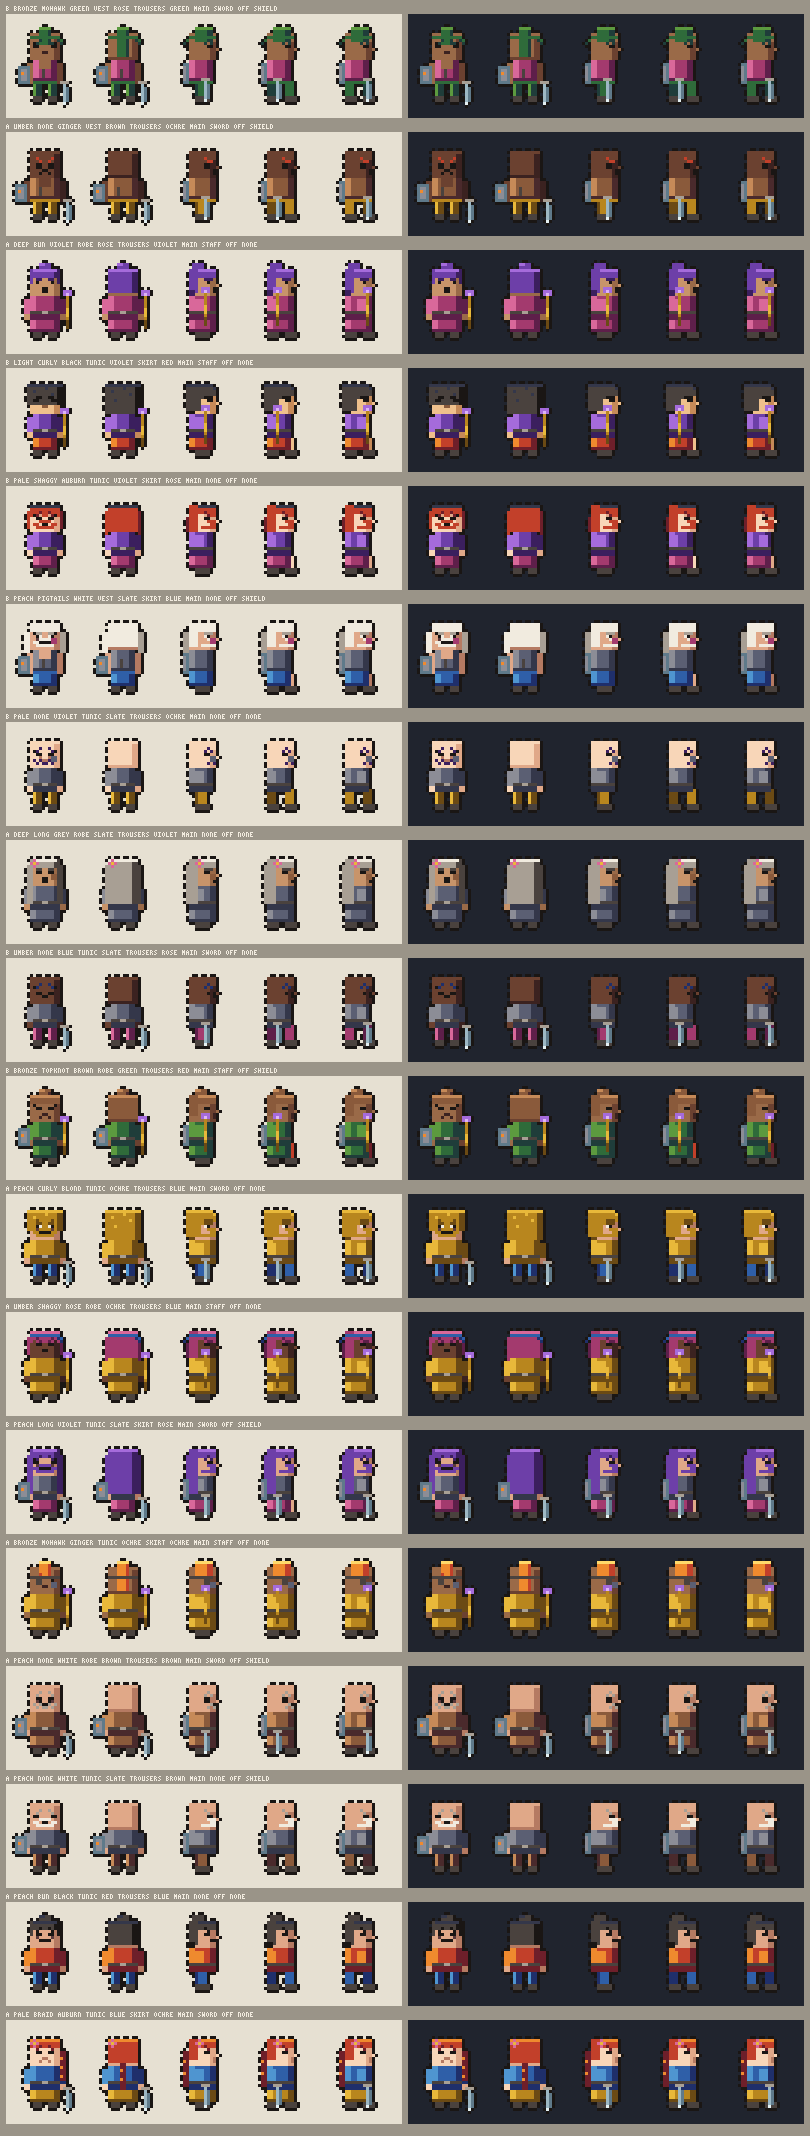 B BRONZE MOHAWK GREEN VEST ROSE TROUSERS GREEN MAIN SWORD OFF SHIELD
A UMBER NONE GINGER VEST BROWN TROUSERS OCHRE MAIN SWORD OFF SHIELD
A DEEP BUN VIOLET ROBE ROSE TROUSERS VIOLET MAIN STAFF OFF NONE
B LIGHT CURLY BLACK TUNIC VIOLET SKIRT RED MAIN STAFF OFF NONE
B PALE SHAGGY AUBURN TUNIC VIOLET SKIRT ROSE MAIN NONE OFF NONE
B PEACH PIGTAILS WHITE VEST SLATE SKIRT BLUE MAIN NONE OFF SHIELD
B PALE NONE VIOLET TUNIC SLATE TROUSERS OCHRE MAIN NONE OFF NONE
A DEEP LONG GREY ROBE SLATE TROUSERS VIOLET MAIN NONE OFF NONE
B UMBER NONE BLUE TUNIC SLATE TROUSERS ROSE MAIN SWORD OFF NONE
B BRONZE TOPKNOT BROWN ROBE GREEN TROUSERS RED MAIN STAFF OFF SHIELD
A PEACH CURLY BLOND TUNIC OCHRE TROUSERS BLUE MAIN SWORD OFF NONE
A UMBER SHAGGY ROSE ROBE OCHRE TROUSERS BLUE MAIN STAFF OFF NONE
B PEACH LONG VIOLET TUNIC SLATE SKIRT ROSE MAIN SWORD OFF SHIELD
A BRONZE MOHAWK GINGER TUNIC OCHRE SKIRT OCHRE MAIN STAFF OFF NONE
A PEACH NONE WHITE ROBE BROWN TROUSERS BROWN MAIN SWORD OFF SHIELD
A PEACH NONE WHITE TUNIC SLATE TROUSERS BROWN MAIN NONE OFF SHIELD
A PEACH BUN BLACK TUNIC RED TROUSERS BLUE MAIN NONE OFF NONE
A PALE BRAID AUBURN TUNIC BLUE SKIRT OCHRE MAIN SWORD OFF NONE